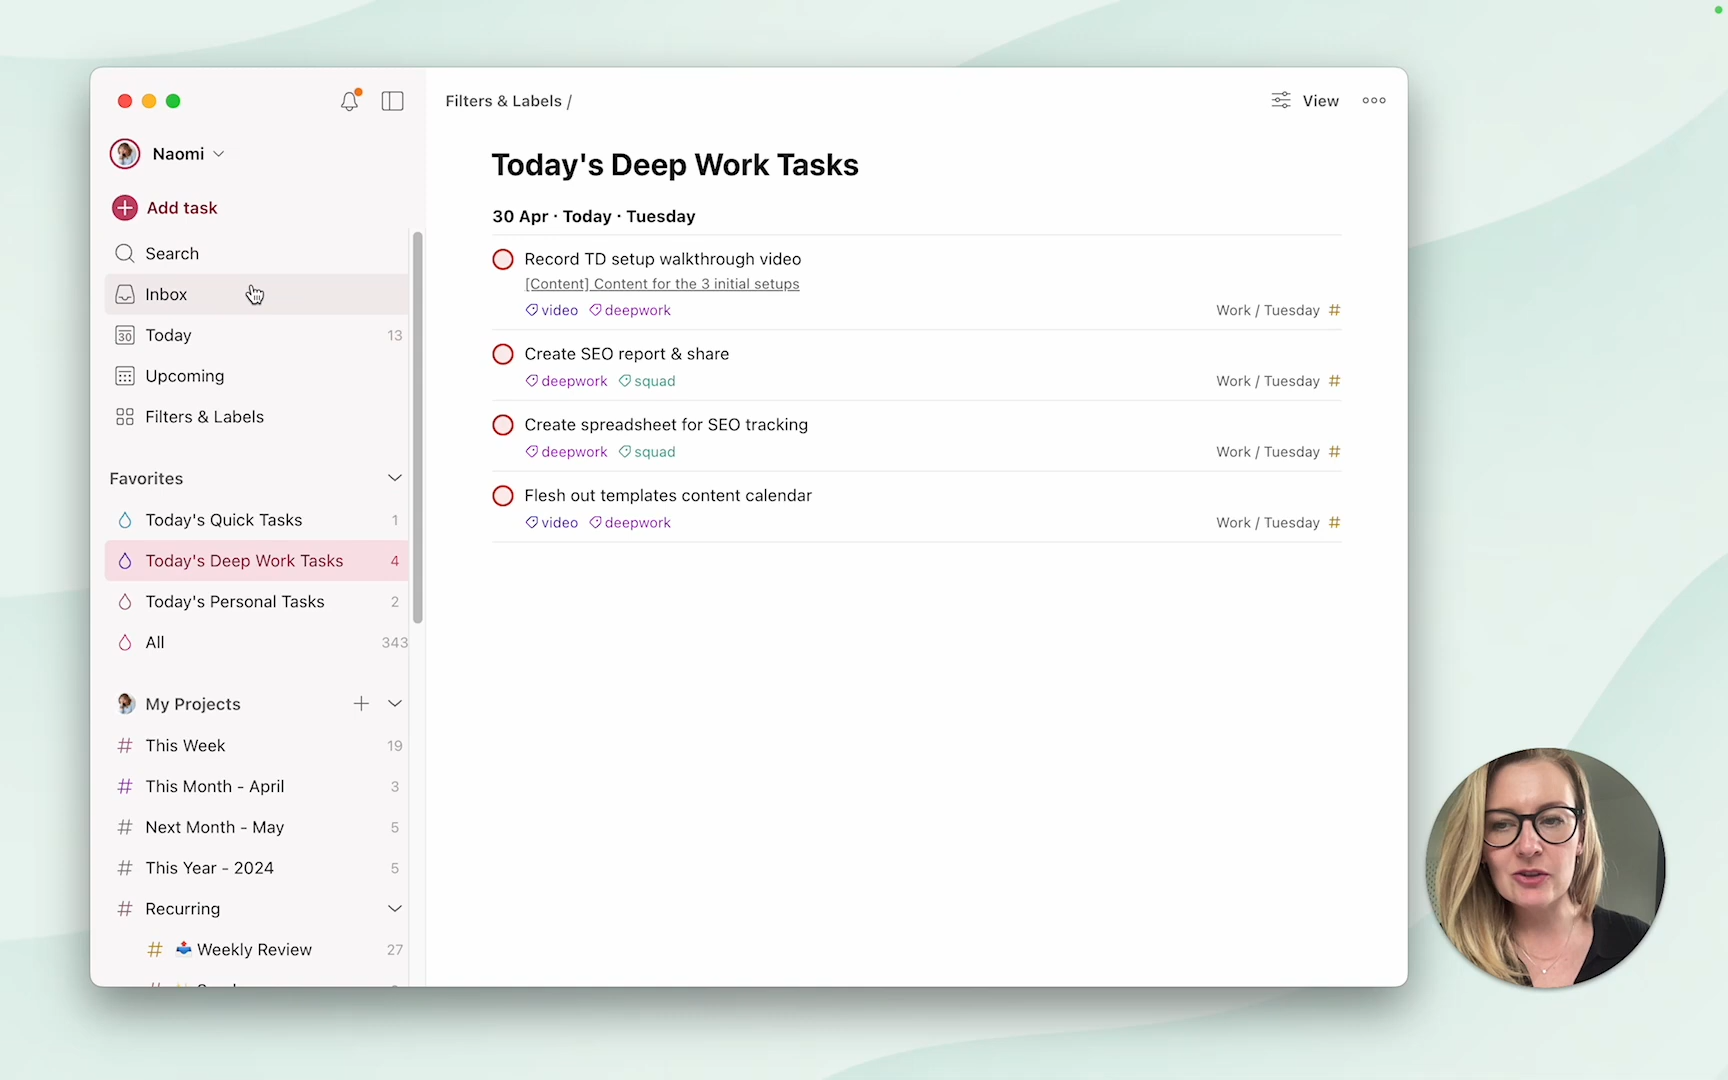 Naomi
Add task
Search
Inbox
30 Today 13
Upcoming
Filters & Labels
Favorites
Today's Quick Tasks 1
Today's Deep Work Tasks 4
Today's Personal Tasks 2
All 343
My Projects
# This Week 19
# This Month - April 3
# Next Month - May 5
# This Year - 2024 5
# Recurring
# 📤 Weekly Review 27
Filters & Labels /
View
Today's Deep Work Tasks
30 Apr · Today · Tuesday
Record TD setup walkthrough video
[Content] Content for the 3 initial setups
video deepwork Work / Tuesday #
Create SEO report & share
deepwork squad Work / Tuesday #
Create spreadsheet for SEO tracking
deepwork squad Work / Tuesday #
Flesh out templates content calendar
video deepwork Work / Tuesday #